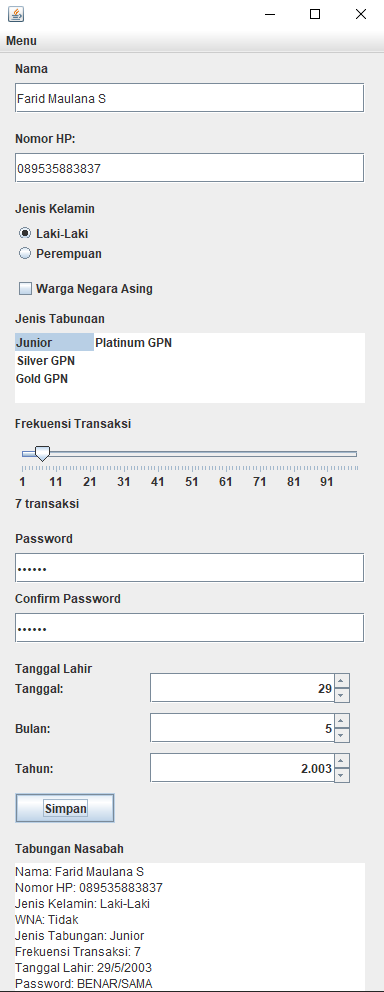 Menu
Nama
Farid Maulana S
Nomor HP:
089535883837
Jenis Kelamin
Laki-Laki
Perempuan
Warga Negara Asing
Jenis Tabungan
Junior Platinum GPN
Silver GPN
Gold GPN
Frekuensi Transaksi
1 11 21 31 41 51 61 71 81 91
7 transaksi
Password
••••••
Confirm Password
••••••
Tanggal Lahir
Tanggal: 29
Bulan: 5
Tahun: 2.003
Simpan
Tabungan Nasabah
Nama: Farid Maulana S
Nomor HP: 089535883837
Jenis Kelamin: Laki-Laki
WNA: Tidak
Jenis Tabungan: Junior
Frekuensi Transaksi: 7
Tanggal Lahir: 29/5/2003
Password: BENAR/SAMA